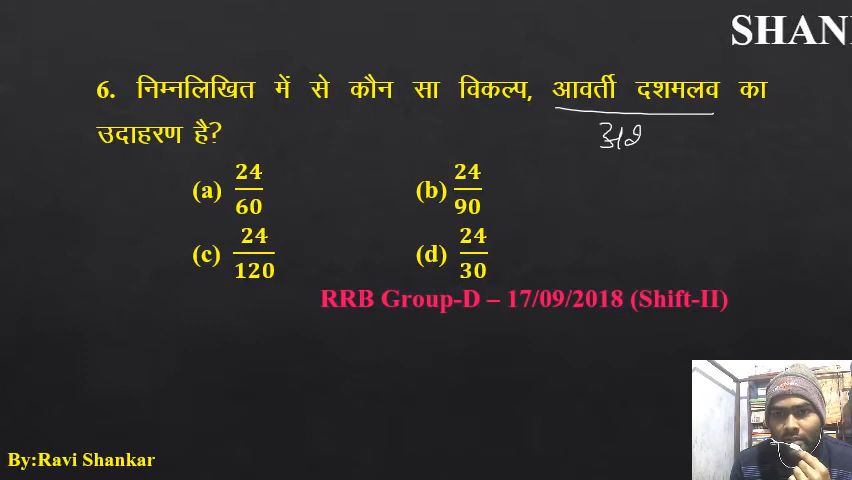 SHAN
6. निम्नलिखित में से कौन सा विकल्प, आवर्ती दशमलव का
उदाहरण है?
(a) 24/60 (b) 24/90
(c) 24/120 (d) 24/30
RRB Group-D – 17/09/2018 (Shift-II)
By:Ravi Shankar